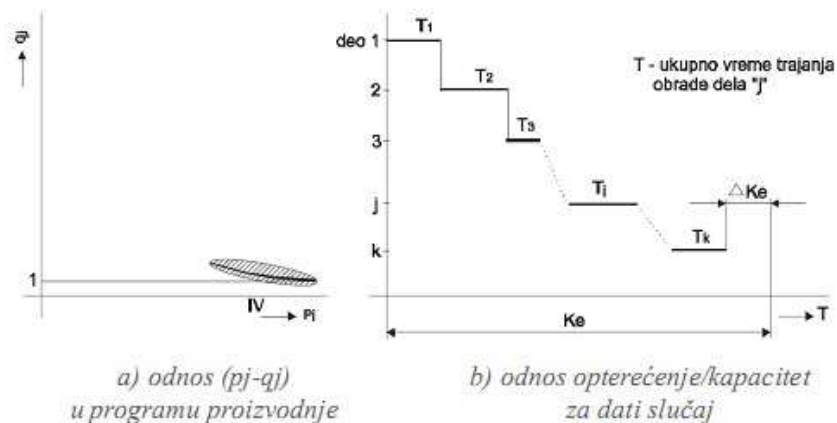 qj
1
IV
Pj
a) odnos (pj-qj)
u programu proizvodnje
deo 1
2
3
j
k
T1
T2
T3
Tj
Tk
△Ke
T - ukupno vreme trajanja
obrade dela "j"
T
Ke
b) odnos opterećenje/kapacitet
za dati slučaj